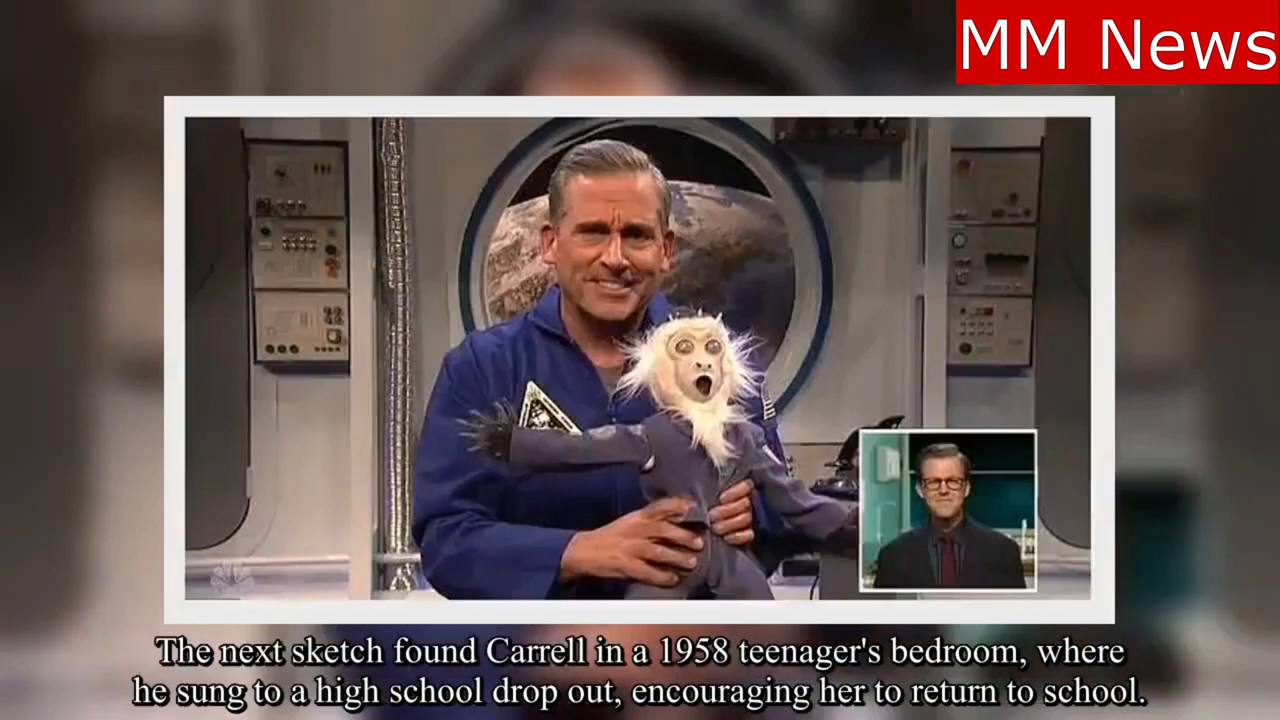 MM News
The next sketch found Carrell in a 1958 teenager's bedroom, where
he sung to a high school drop out, encouraging her to return to school.